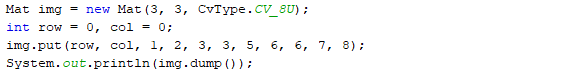 Mat img = new Mat(3, 3, CvType.CV_8U);
int row = 0, col = 0;
img.put(row, col, 1, 2, 3, 3, 5, 6, 6, 7, 8);
System.out.println(img.dump());